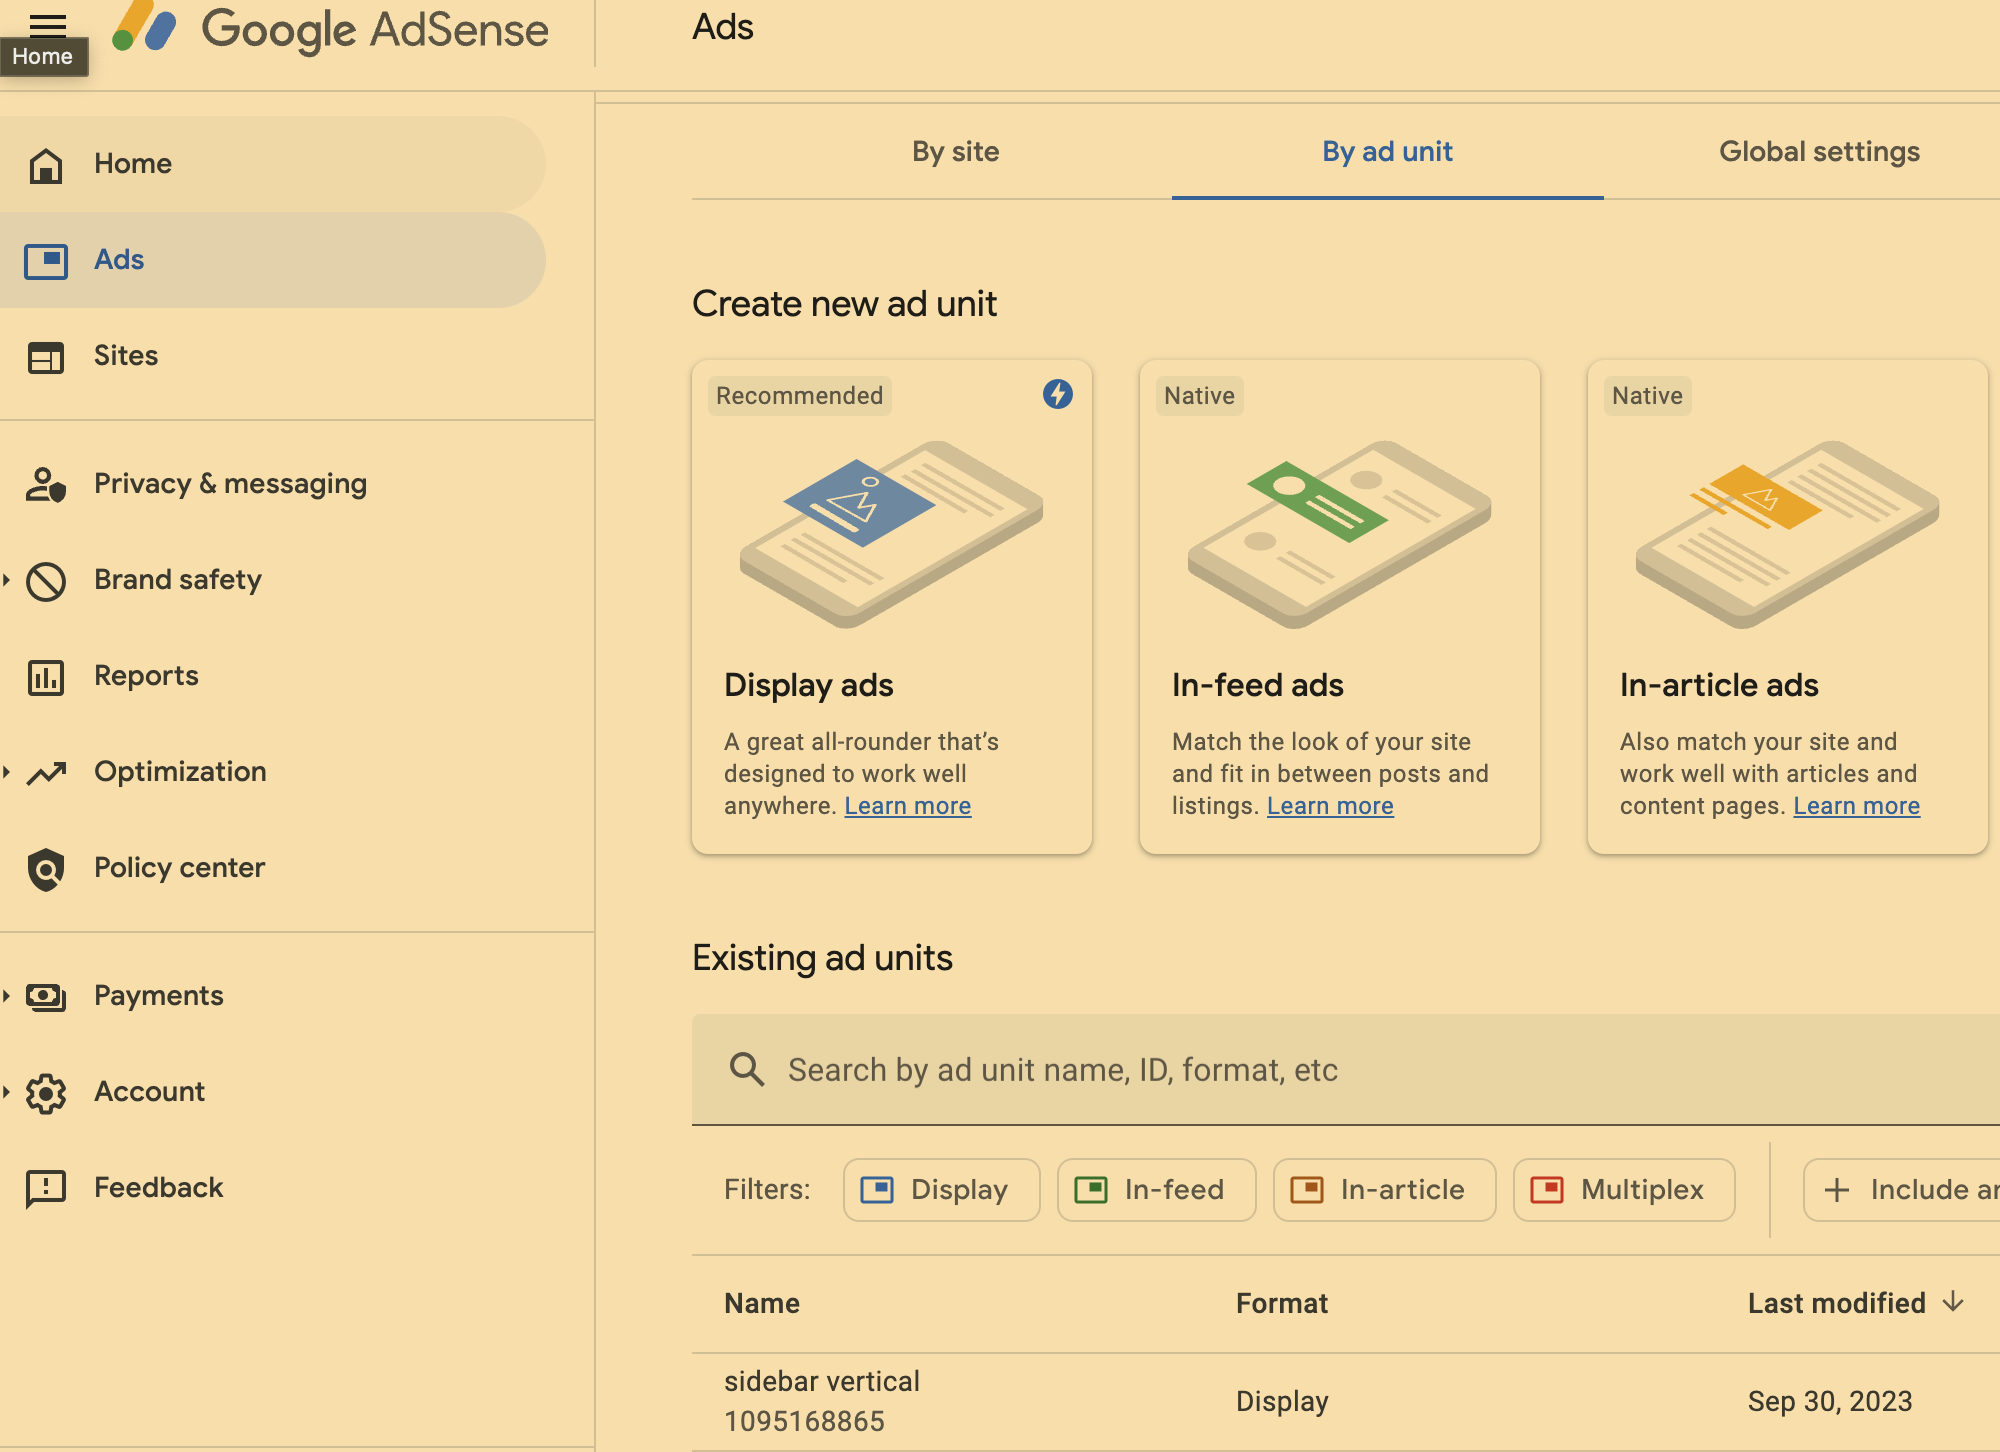 Google AdSense
Home
Ads
Home
Ads
Sites
Privacy & messaging
Brand safety
Reports
Optimization
Policy center
Payments
Account
Feedback
By site
By ad unit
Global settings
Create new ad unit
Recommended
Display ads
A great all-rounder that’s
designed to work well
anywhere. Learn more
Native
In-feed ads
Match the look of your site
and fit in between posts and
listings. Learn more
Native
In-article ads
Also match your site and
work well with articles and
content pages. Learn more
Existing ad units
Search by ad unit name, ID, format, etc
Filters:
Display
In-feed
In-article
Multiplex
Include
Name
Format
Last modified
sidebar vertical
1095168865
Display
Sep 30, 2023